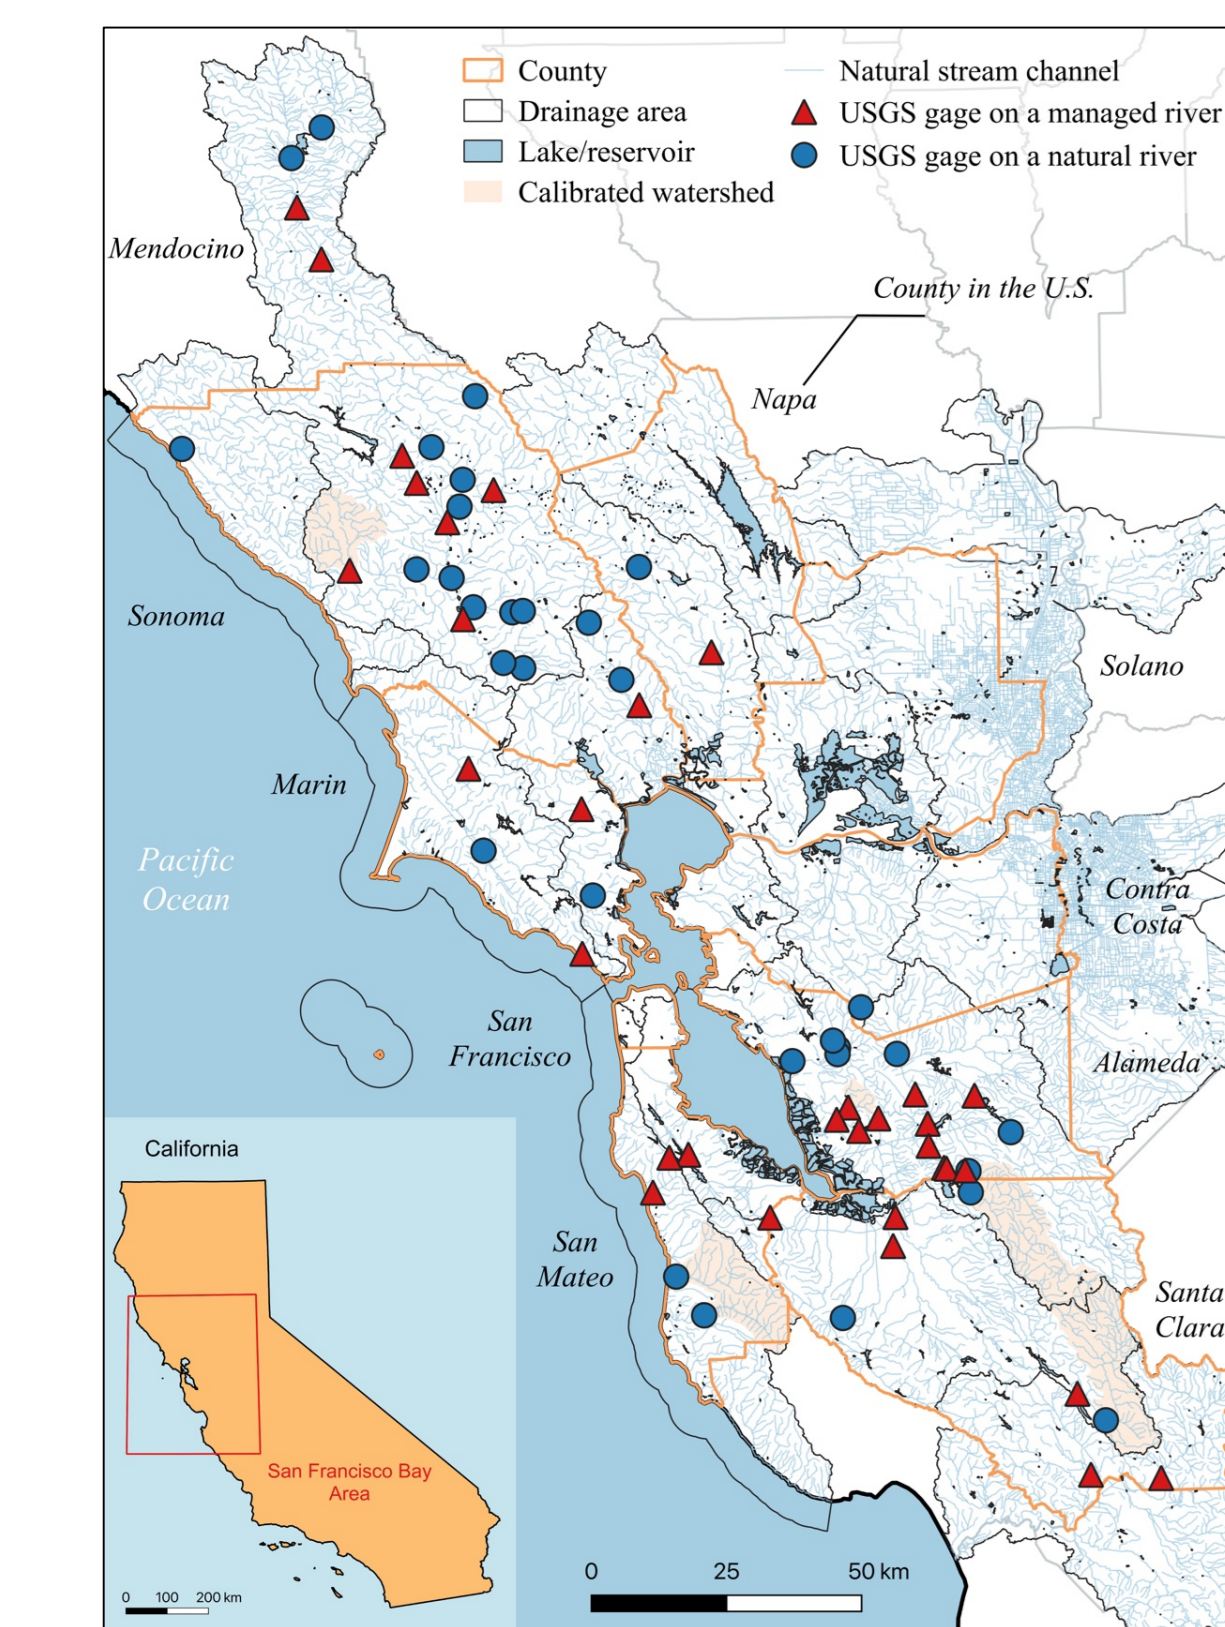 County
Drainage area
Lake/reservoir
Calibrated watershed
Natural stream channel
USGS gage on a managed river
USGS gage on a natural river
Mendocino
County in the U.S.
Napa
Sonoma
Solano
Marin
Pacific
Ocean
Contra
Costa
San
Francisco
Alameda
California
San
Mateo
Santa
Clara
San Francisco Bay
Area
0 25 50 km
0 100 200 km